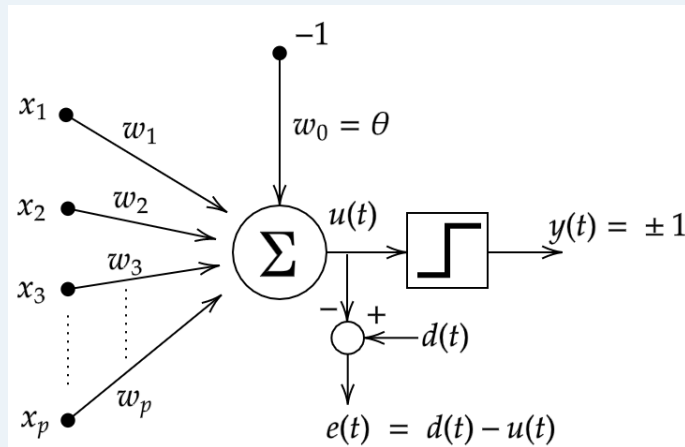 −1
x₁
w₁
w₀ = θ
x₂
w₂
u(t)
y(t) = ±1
Σ
w₃
x₃
− +
d(t)
wₚ
xₚ
e(t) = d(t) − u(t)